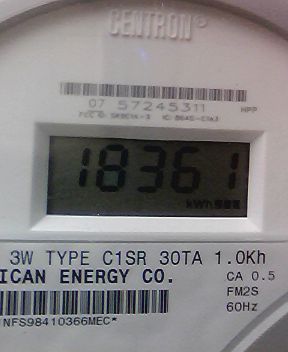 CENTRON®
07 57245311 HPP
18361
kWh
3W TYPE C1SR 30TA 1.0Kh
ICAN ENERGY CO. CA 0.5
FM2S
60Hz
*NFS98410366MEC*